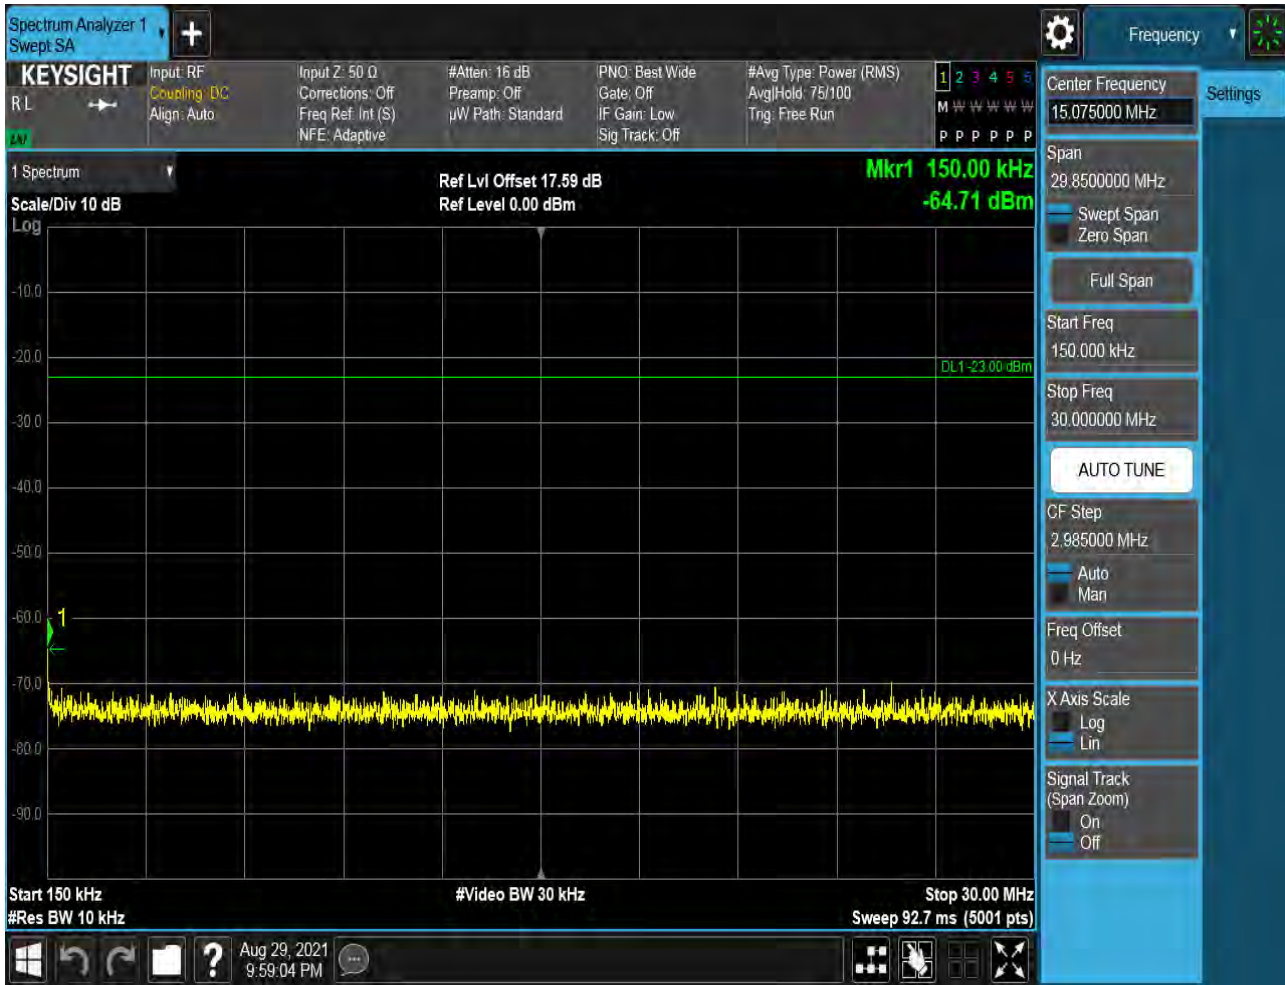 Spectrum Analyzer 1
Swept SA
Frequency
KEYSIGHT
R L
LNI
Input: RF
Coupling: DC
Align: Auto
Input Z: 50 Ω
Corrections: Off
Freq Ref: Int (S)
NFE: Adaptive
#Atten: 16 dB
Preamp: Off
µW Path: Standard
PNO: Best Wide
Gate: Off
IF Gain: Low
Sig Track: Off
#Avg Type: Power (RMS)
Avg|Hold: 75/100
Trig: Free Run
1 2 3 4 5 6
M W W W W W
P P P P P P
1 Spectrum
Scale/Div 10 dB
Log
Ref Lvl Offset 17.59 dB
Ref Level 0.00 dBm
Mkr1 150.00 kHz
-64.71 dBm
-10.0
-20.0
DL1 -23.00 dBm
-30.0
-40.0
-50.0
-60.0
1
-70.0
-80.0
-90.0
Start 150 kHz
#Video BW 30 kHz
Stop 30.00 MHz
#Res BW 10 kHz
Sweep 92.7 ms (5001 pts)
Aug 29, 2021
9:59:04 PM
Center Frequency
15.075000 MHz
Settings
Span
29.8500000 MHz
Swept Span
Zero Span
Full Span
Start Freq
150.000 kHz
Stop Freq
30.000000 MHz
AUTO TUNE
CF Step
2.985000 MHz
Auto
Man
Freq Offset
0 Hz
X Axis Scale
Log
Lin
Signal Track
(Span Zoom)
On
Off